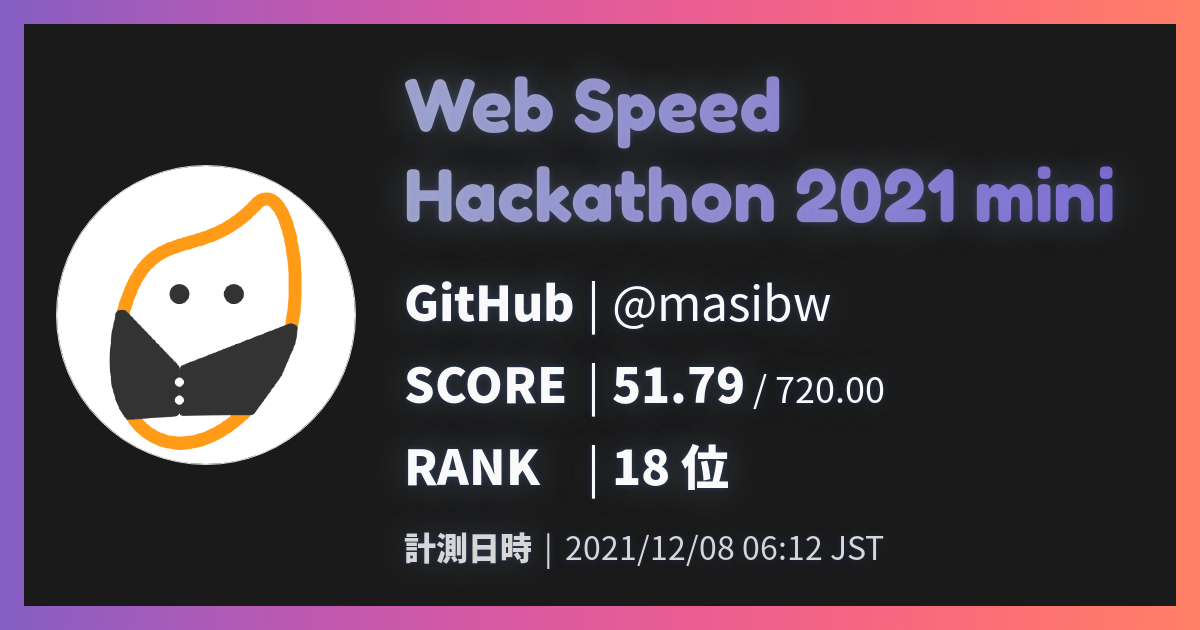 Web Speed
Hackathon 2021 mini
GitHub | @masibw
SCORE | 51.79 / 720.00
RANK | 18 位
計測日時 | 2021/12/08 06:12 JST